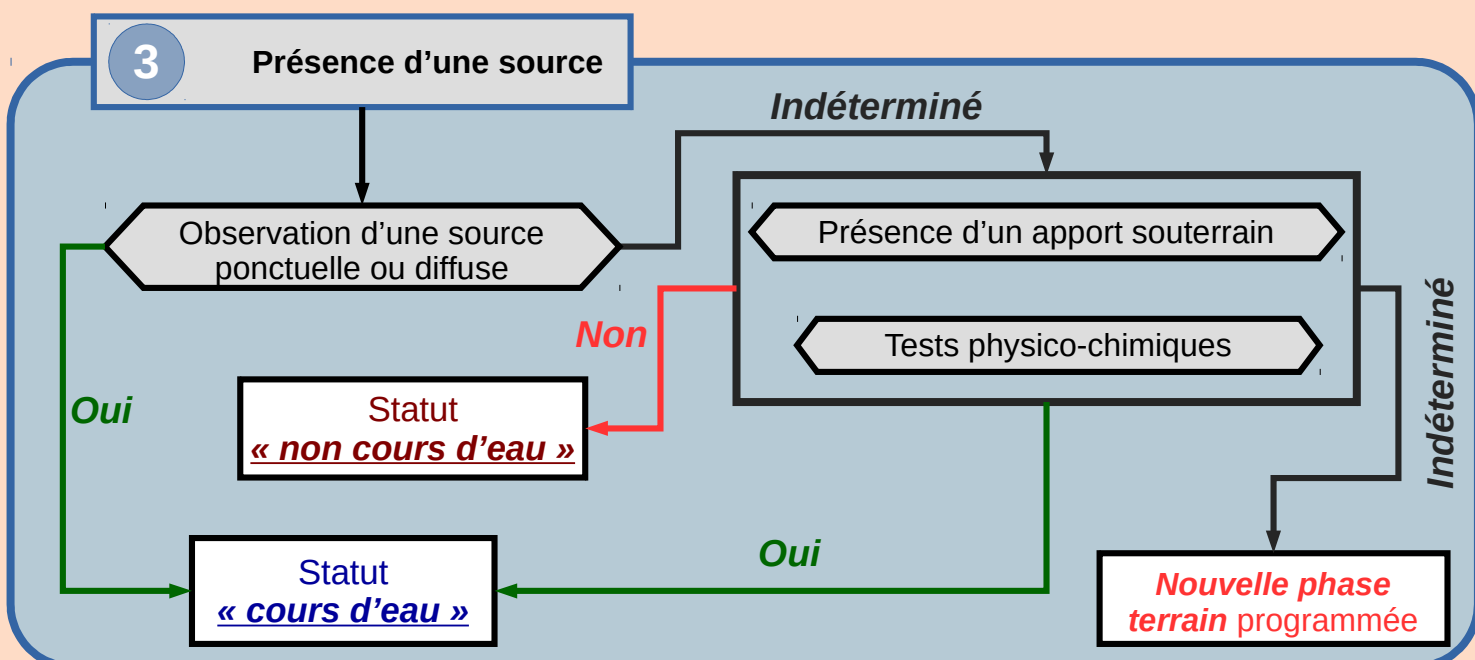 3
Présence d’une source
Indéterminé
Observation d’une source
ponctuelle ou diffuse
Présence d’un apport souterrain
Non
Tests physico-chimiques
Indéterminé
Oui
Statut
« non cours d’eau »
Oui
Statut
« cours d’eau »
Nouvelle phase
terrain programmée